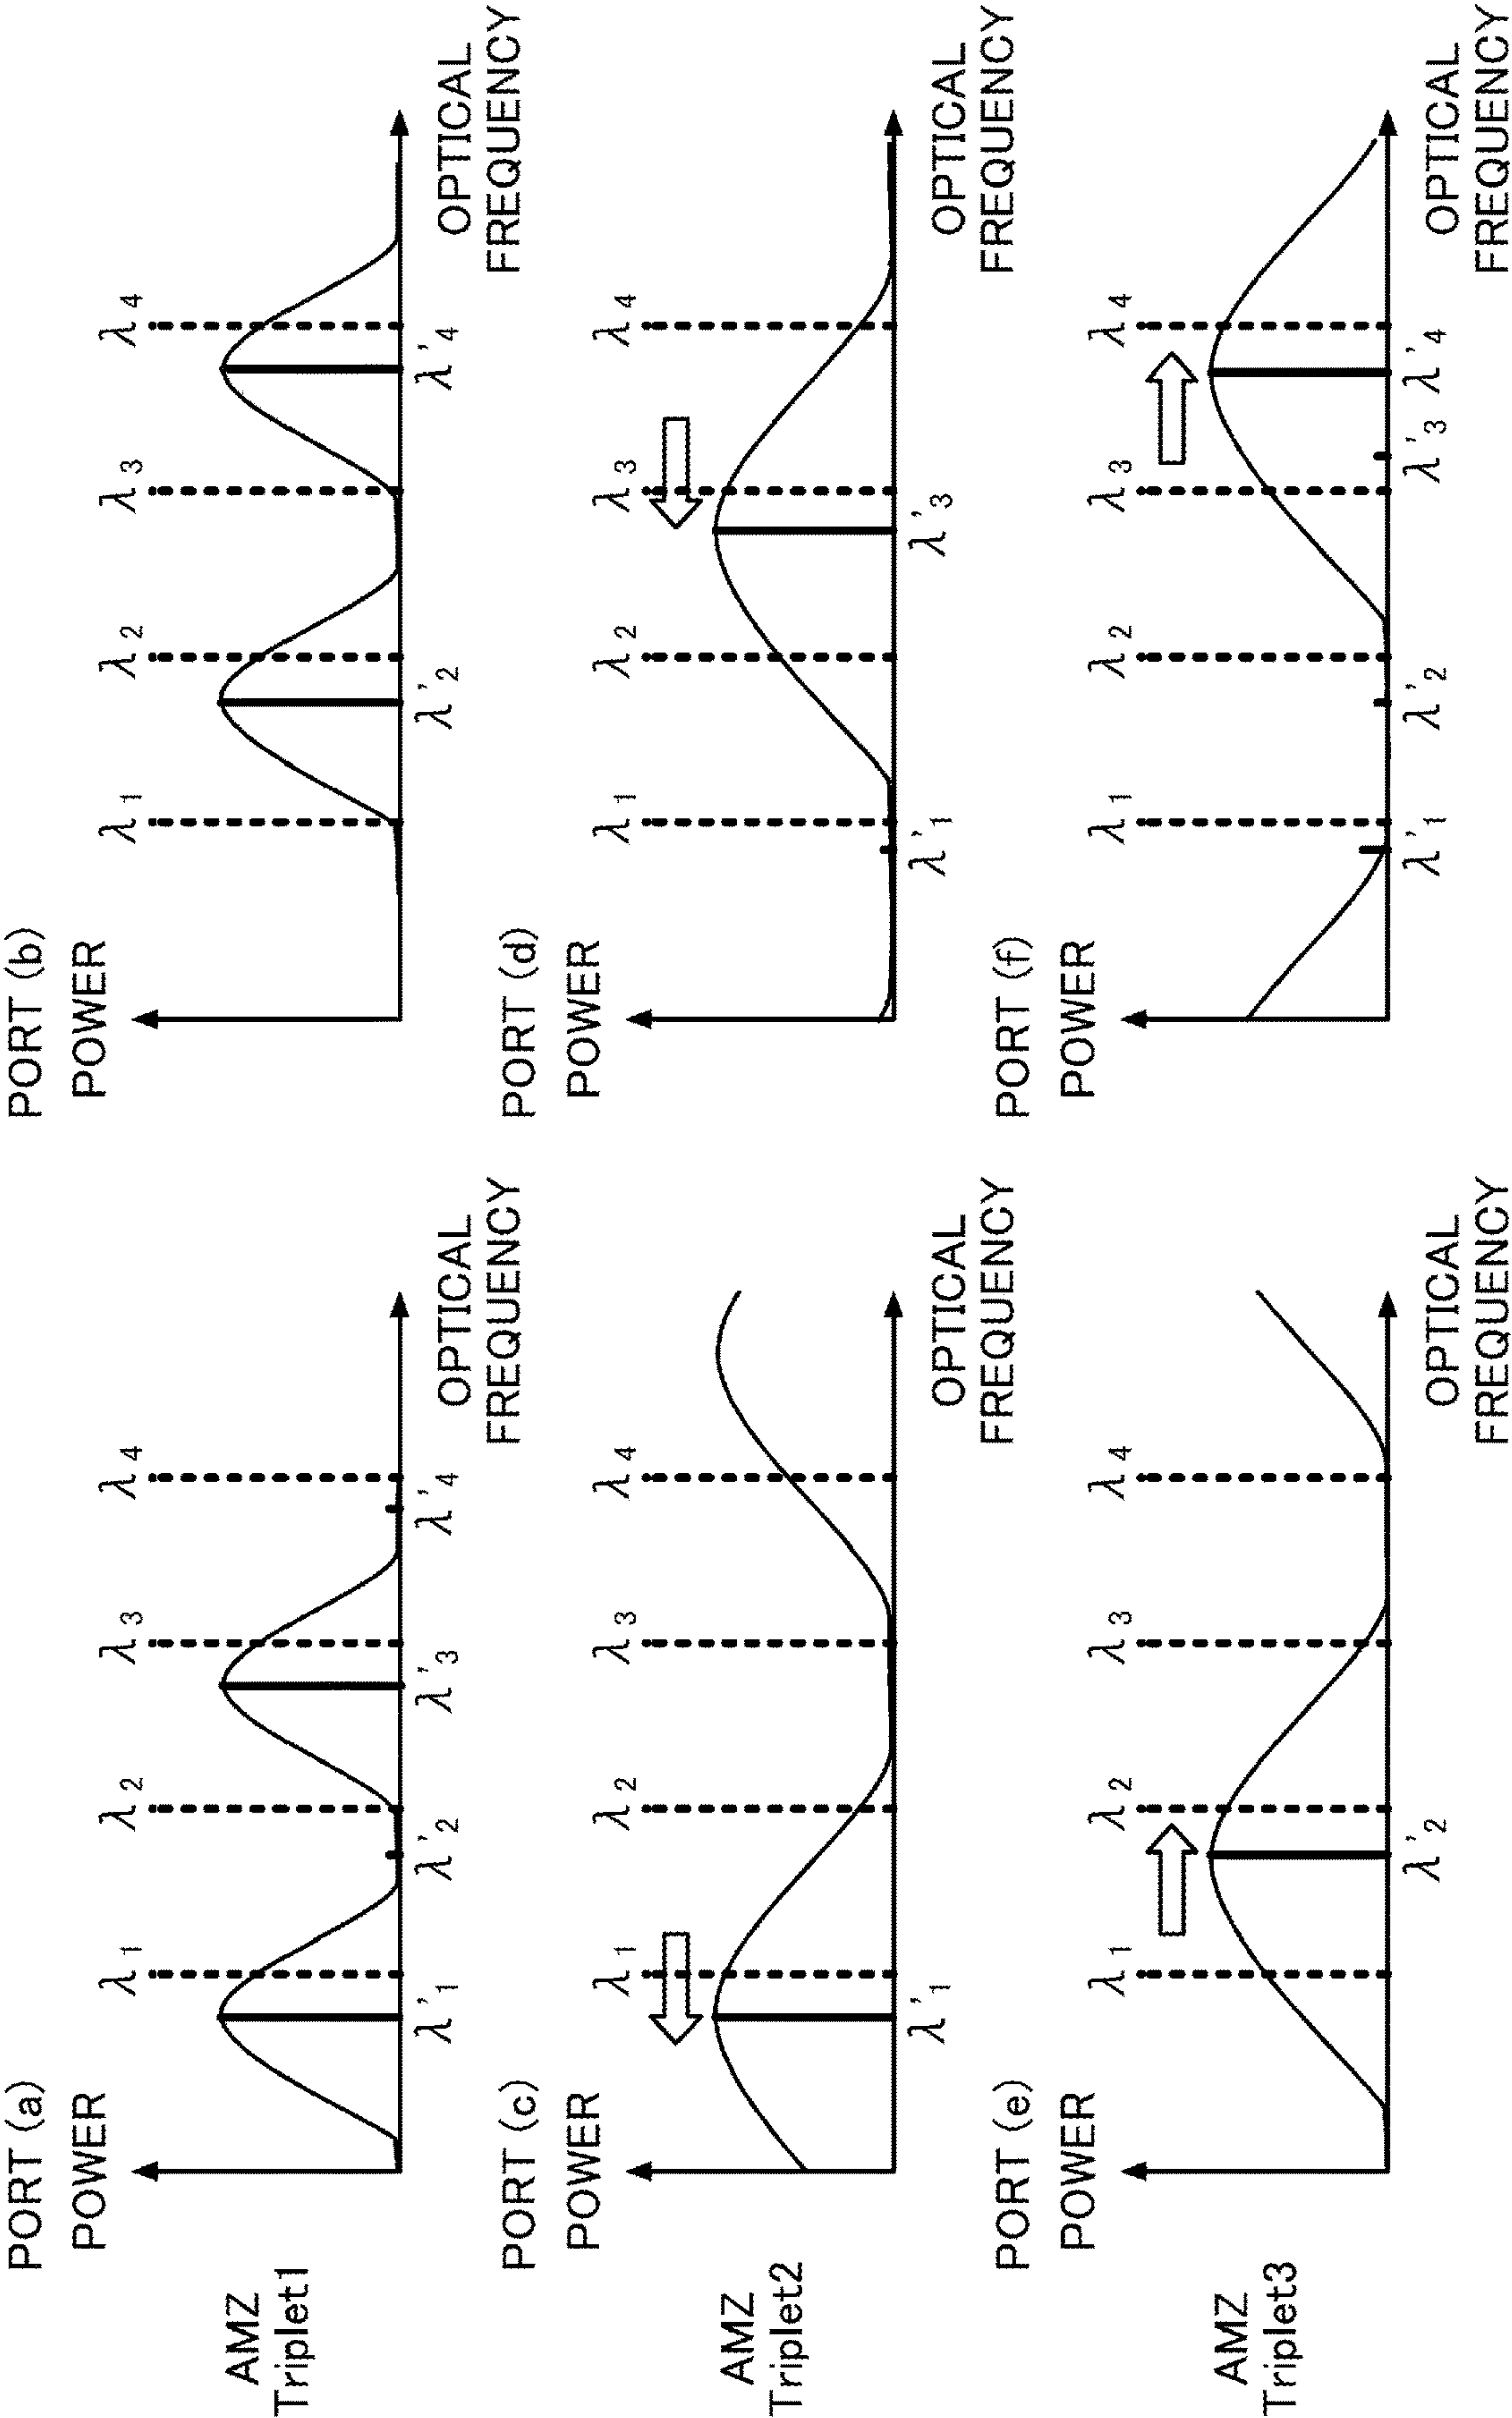 PORT (a)
POWER
λ1 λ2 λ3 λ4
AMZ
Triplet1
λ'1 λ'2 λ'3 λ'4
OPTICAL
FREQUENCY
PORT (b)
POWER
λ1 λ2 λ3 λ4
λ'2 λ'4
OPTICAL
FREQUENCY
PORT (c)
POWER
λ1 λ2 λ3 λ4
AMZ
Triplet2
λ'1
OPTICAL
FREQUENCY
PORT (d)
POWER
λ1 λ2 λ3 λ4
λ'1 λ'3
OPTICAL
FREQUENCY
PORT (e)
POWER
λ1 λ2 λ3 λ4
AMZ
Triplet3
λ'2
OPTICAL
FREQUENCY
PORT (f)
POWER
λ1 λ2 λ3 λ4
λ'1 λ'2 λ'3 λ'4
OPTICAL
FREQUENCY